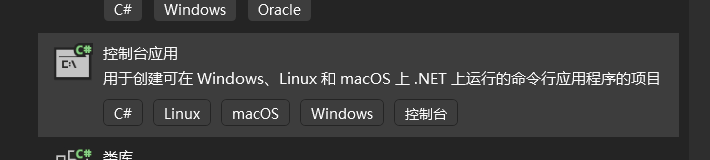 C# Windows Oracle
C#
控制台应用
C:\
用于创建可在 Windows、Linux 和 macOS 上 .NET 上运行的命令行应用程序的项目
C# Linux macOS Windows 控制台
C#
类库